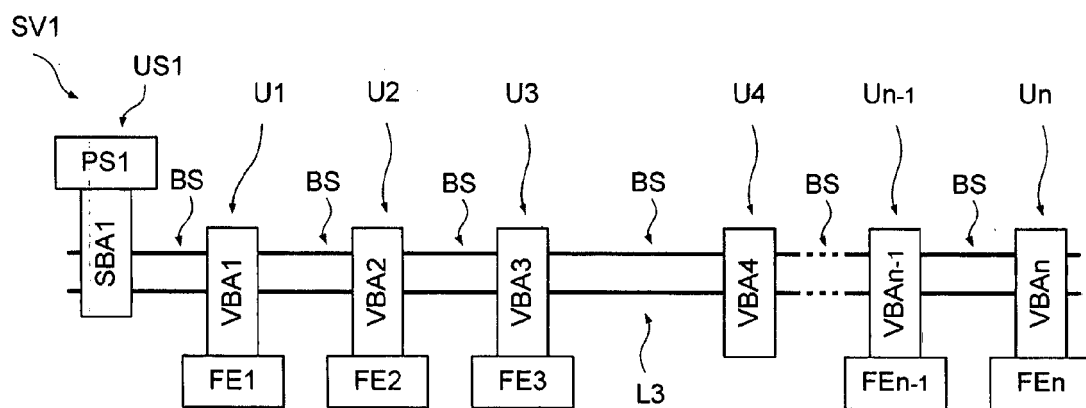 SV1
US1
U1 U2 U3 U4 Un-1 Un
PS1
BS BS BS BS BS BS
SBA1 VBA1 VBA2 VBA3 VBA4 VBAn-1 VBAn
FE1 FE2 FE3 L3 FEn-1 FEn